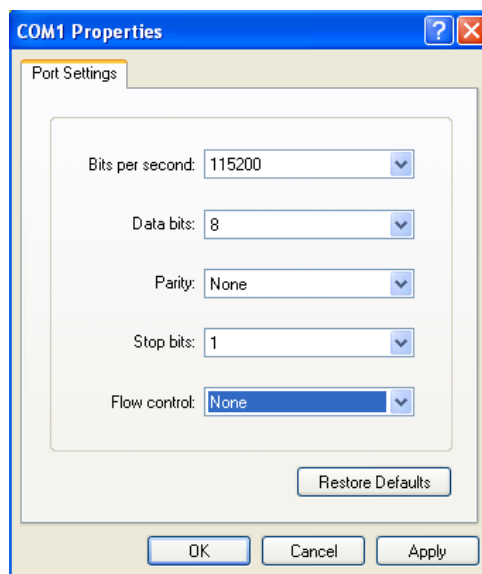 COM1 Properties
Port Settings
Bits per second: 115200
Data bits: 8
Parity: None
Stop bits: 1
Flow control: None
Restore Defaults
OK Cancel Apply